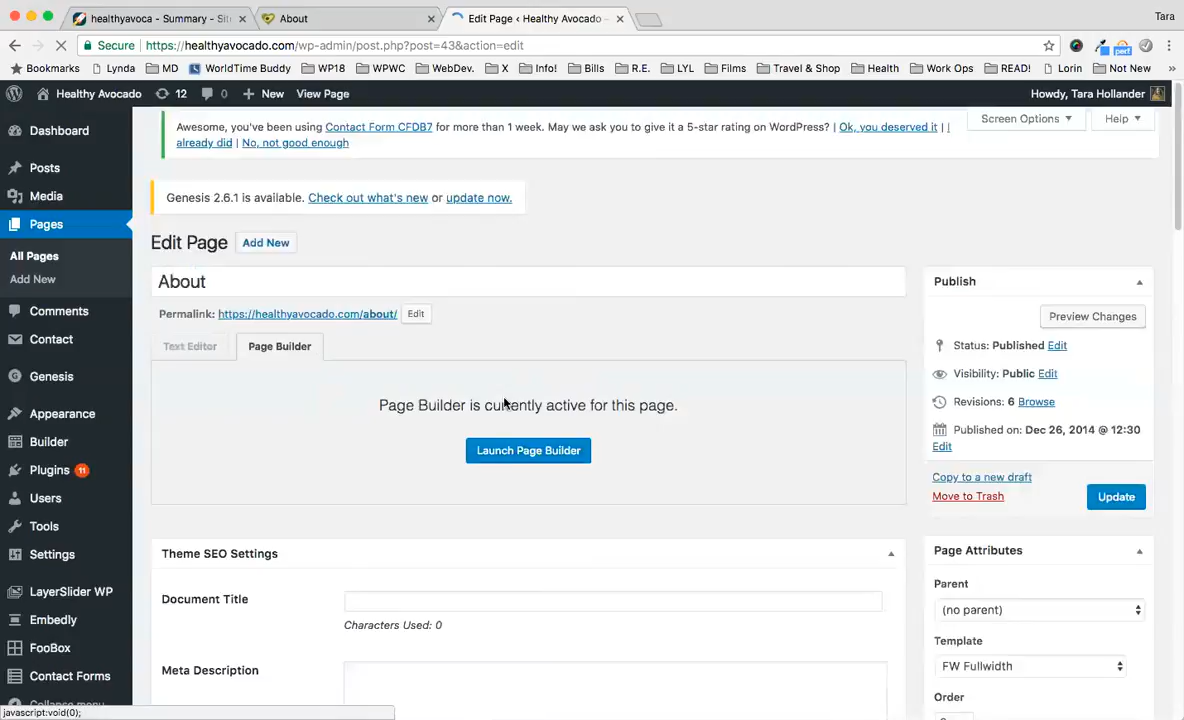 healthyavoca - Summary - Sit
About
Edit Page ‹ Healthy Avocado –
Tara
Secure
https://healthyavocado.com/wp-admin/post.php?post=43&action=edit
perf
Bookmarks
Lynda
MD
WorldTime Buddy
WP18
WPWC
WebDev.
X
Info!
Bills
R.E.
LYL
Films
Travel & Shop
Health
Work Ops
READ!
Lorin
Not New
»
Healthy Avocado
12
0
New
View Page
Howdy, Tara Hollander
Dashboard
Posts
Media
Pages
All Pages
Add New
Comments
Contact
Genesis
Appearance
Builder
Plugins 11
Users
Tools
Settings
LayerSlider WP
Embedly
FooBox
Contact Forms
Collapse menu
javascript:void(0);
Awesome, you've been using Contact Form CFDB7 for more than 1 week. May we ask you to give it a 5-star rating on WordPress? | Ok, you deserved it | I
already did | No, not good enough
Screen Options
Help
Genesis 2.6.1 is available. Check out what's new or update now.
Edit Page
Add New
About
Permalink: https://healthyavocado.com/about/ Edit
Text Editor
Page Builder
Page Builder is currently active for this page.
Launch Page Builder
Theme SEO Settings
Document Title
Characters Used: 0
Meta Description
Publish
Preview Changes
Status: Published Edit
Visibility: Public Edit
Revisions: 6 Browse
Published on: Dec 26, 2014 @ 12:30
Edit
Copy to a new draft
Move to Trash
Update
Page Attributes
Parent
(no parent)
Template
FW Fullwidth
Order